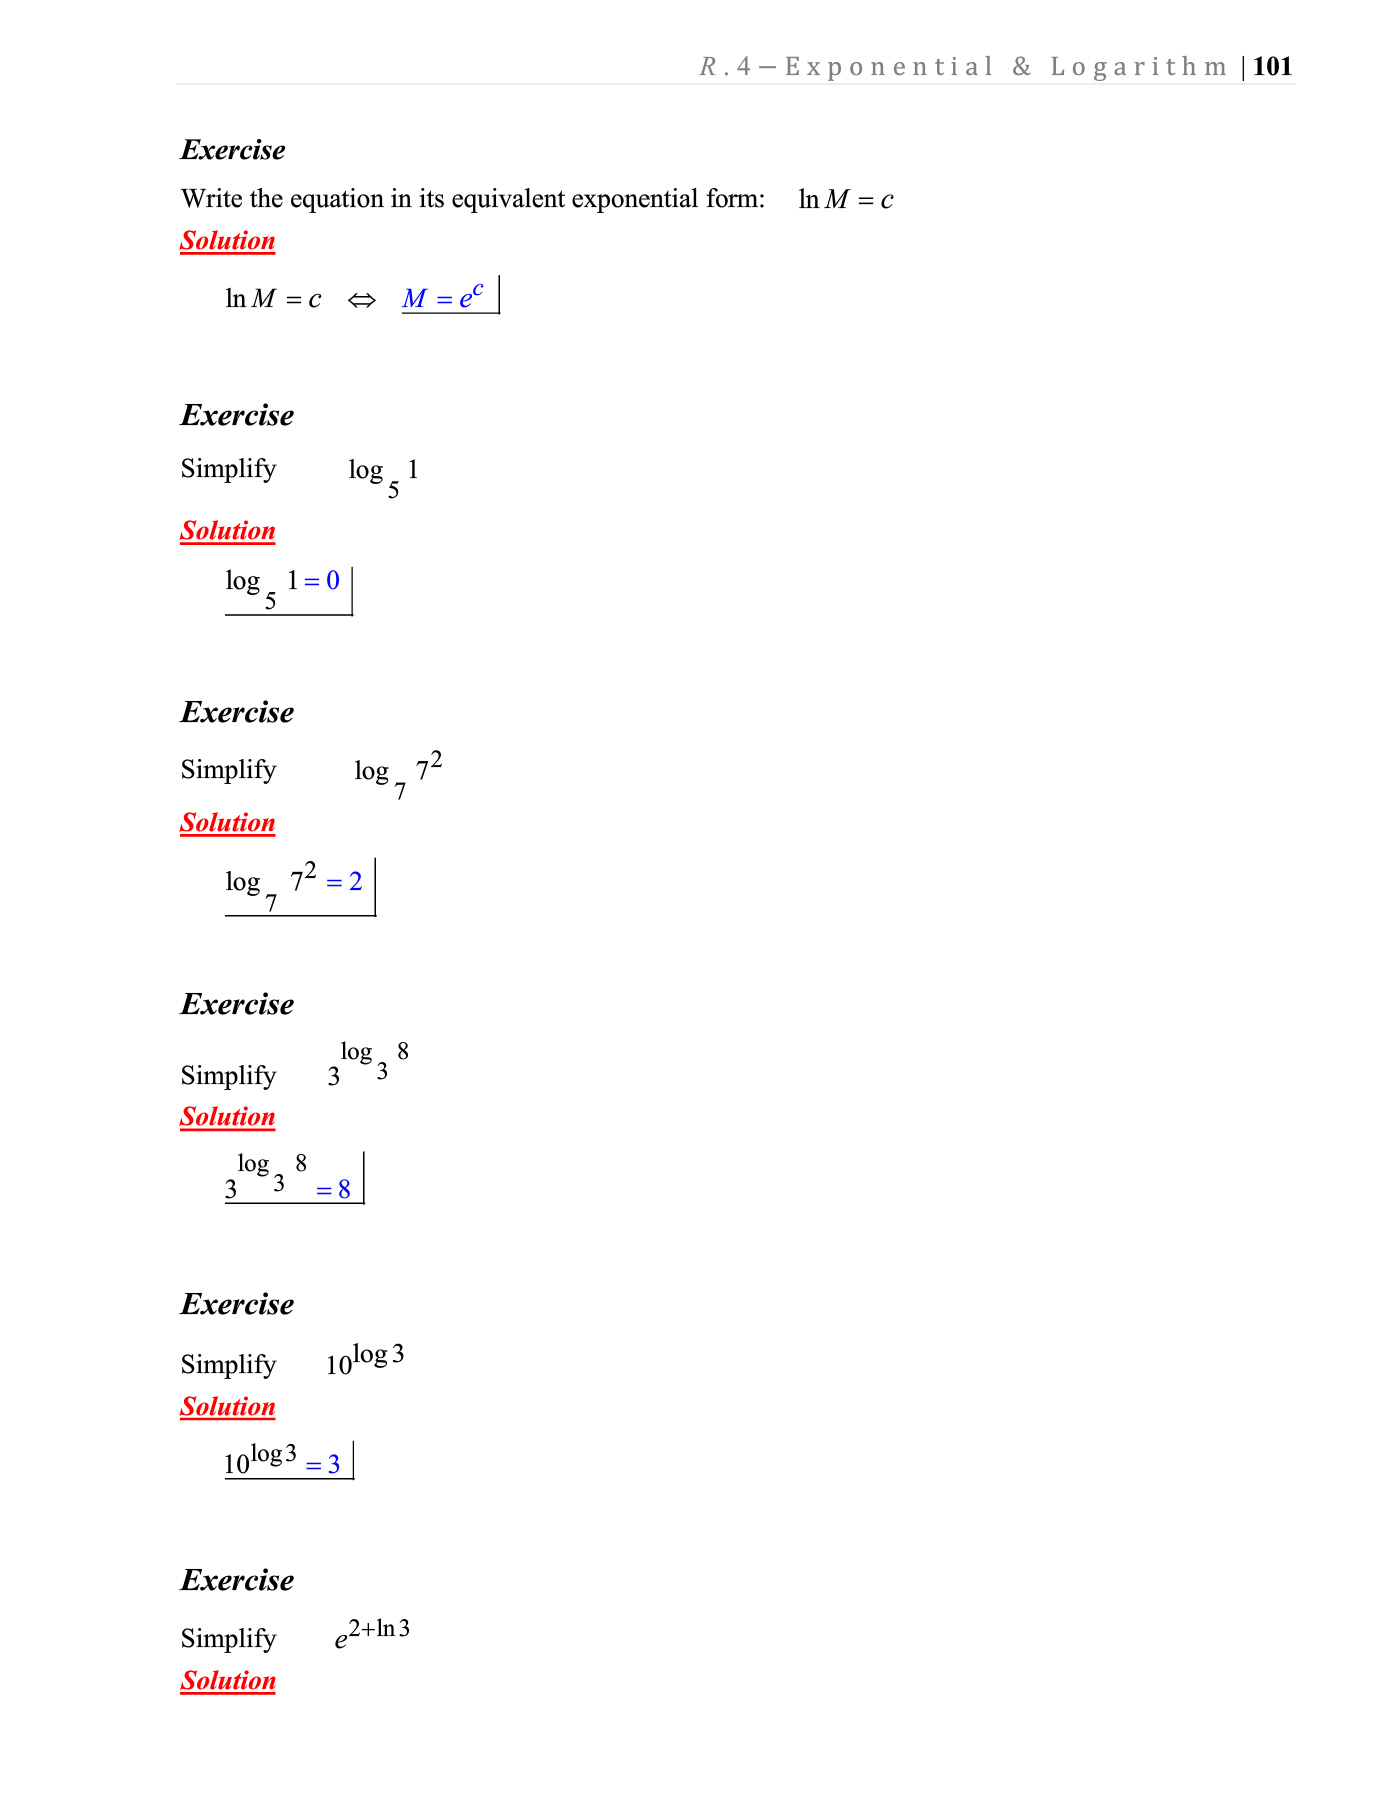 R.4 – Exponential & Logarithm | 101
Exercise
Write the equation in its equivalent exponential form: ln M = c
Solution
ln M = c ⇔ M = e^c
Exercise
Simplify log_5 1
Solution
log_5 1 = 0
Exercise
Simplify log_7 7^2
Solution
log_7 7^2 = 2
Exercise
Simplify 3^{log_3 8}
Solution
3^{log_3 8} = 8
Exercise
Simplify 10^{log 3}
Solution
10^{log 3} = 3
Exercise
Simplify e^{2+ln 3}
Solution